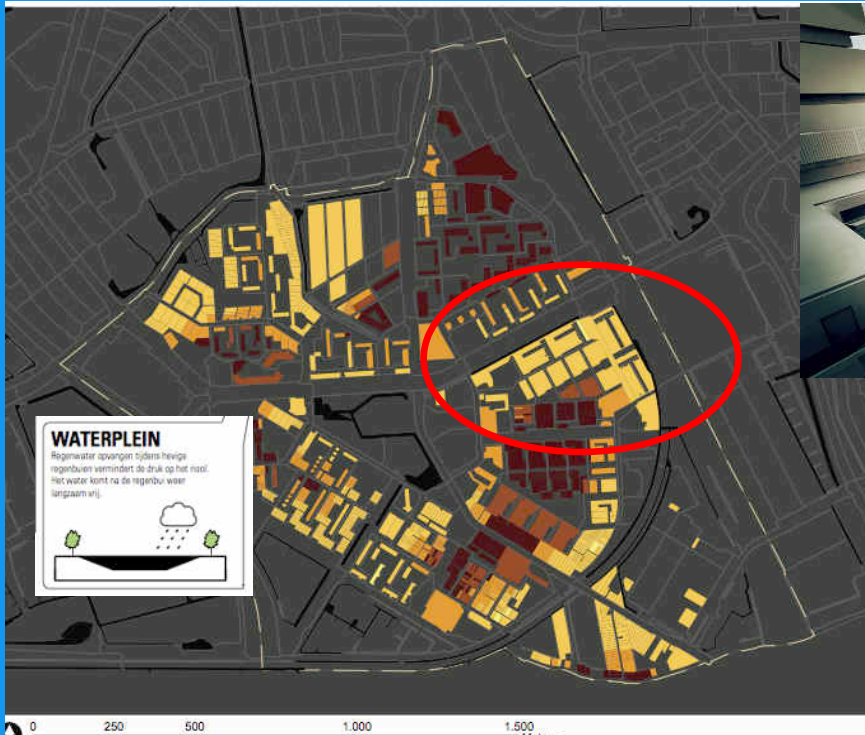 WATERPLEIN
Regenwater opvangen tijdens hevige
regenbuien vermindert de druk op het riool.
Het water komt na de regenbui weer
langzaam vrij.
0 250 500 1.000 1.500